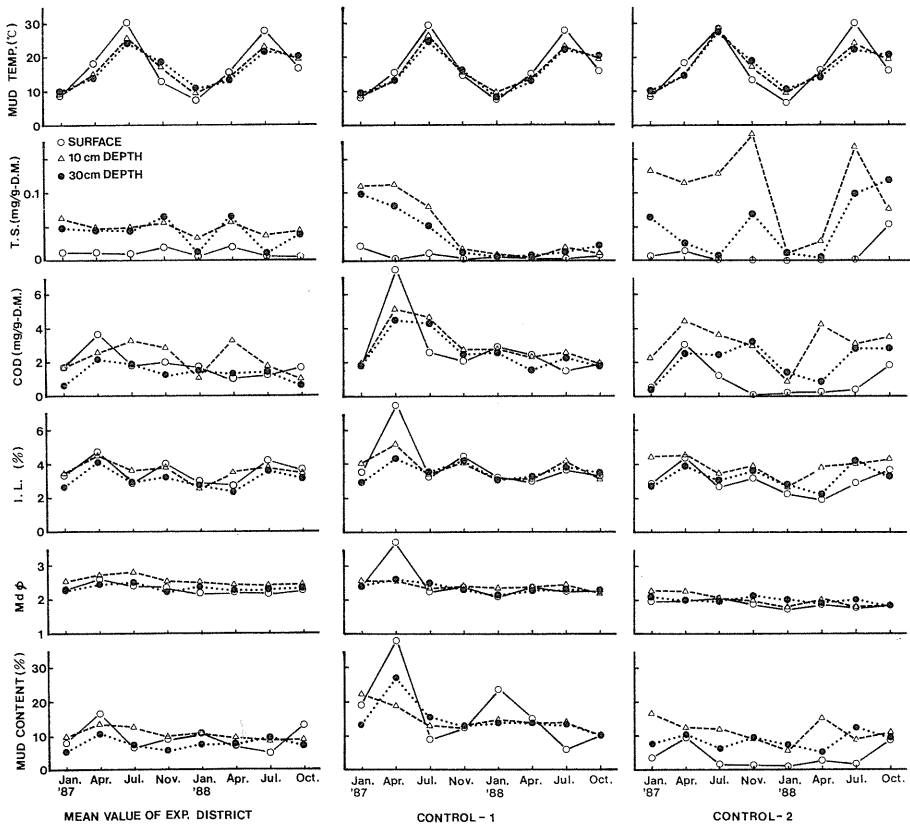 MUD TEMP.(℃)
30
20
10
0
T.S.(mg/g-D.M.)
0.1
0
○ SURFACE
△ 10 cm DEPTH
● 30cm DEPTH
COD(mg/g-D.M.)
6
4
2
0
I.L. (%)
6
4
2
0
Mdφ
3
2
1
MUD CONTENT(%)
30
20
10
0
Jan. Apr. Jul. Nov. Jan. Apr. Jul. Oct.
'87 '88
MEAN VALUE OF EXP. DISTRICT
Jan. Apr. Jul. Nov. Jan. Apr. Jul. Oct.
'87 '88
CONTROL-1
Jan. Apr. Jul. Nov. Jan. Apr. Jul. Oct.
'87 '88
CONTROL-2